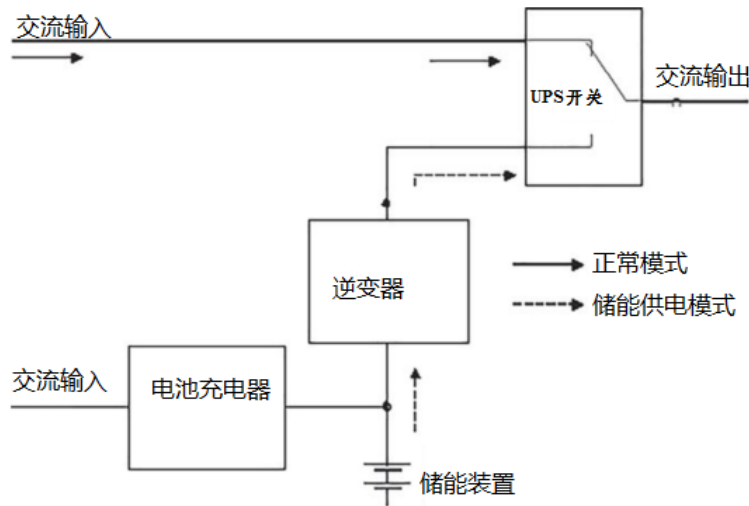 交流输入
交流输出
UPS开关
逆变器
正常模式
储能供电模式
交流输入
电池充电器
储能装置